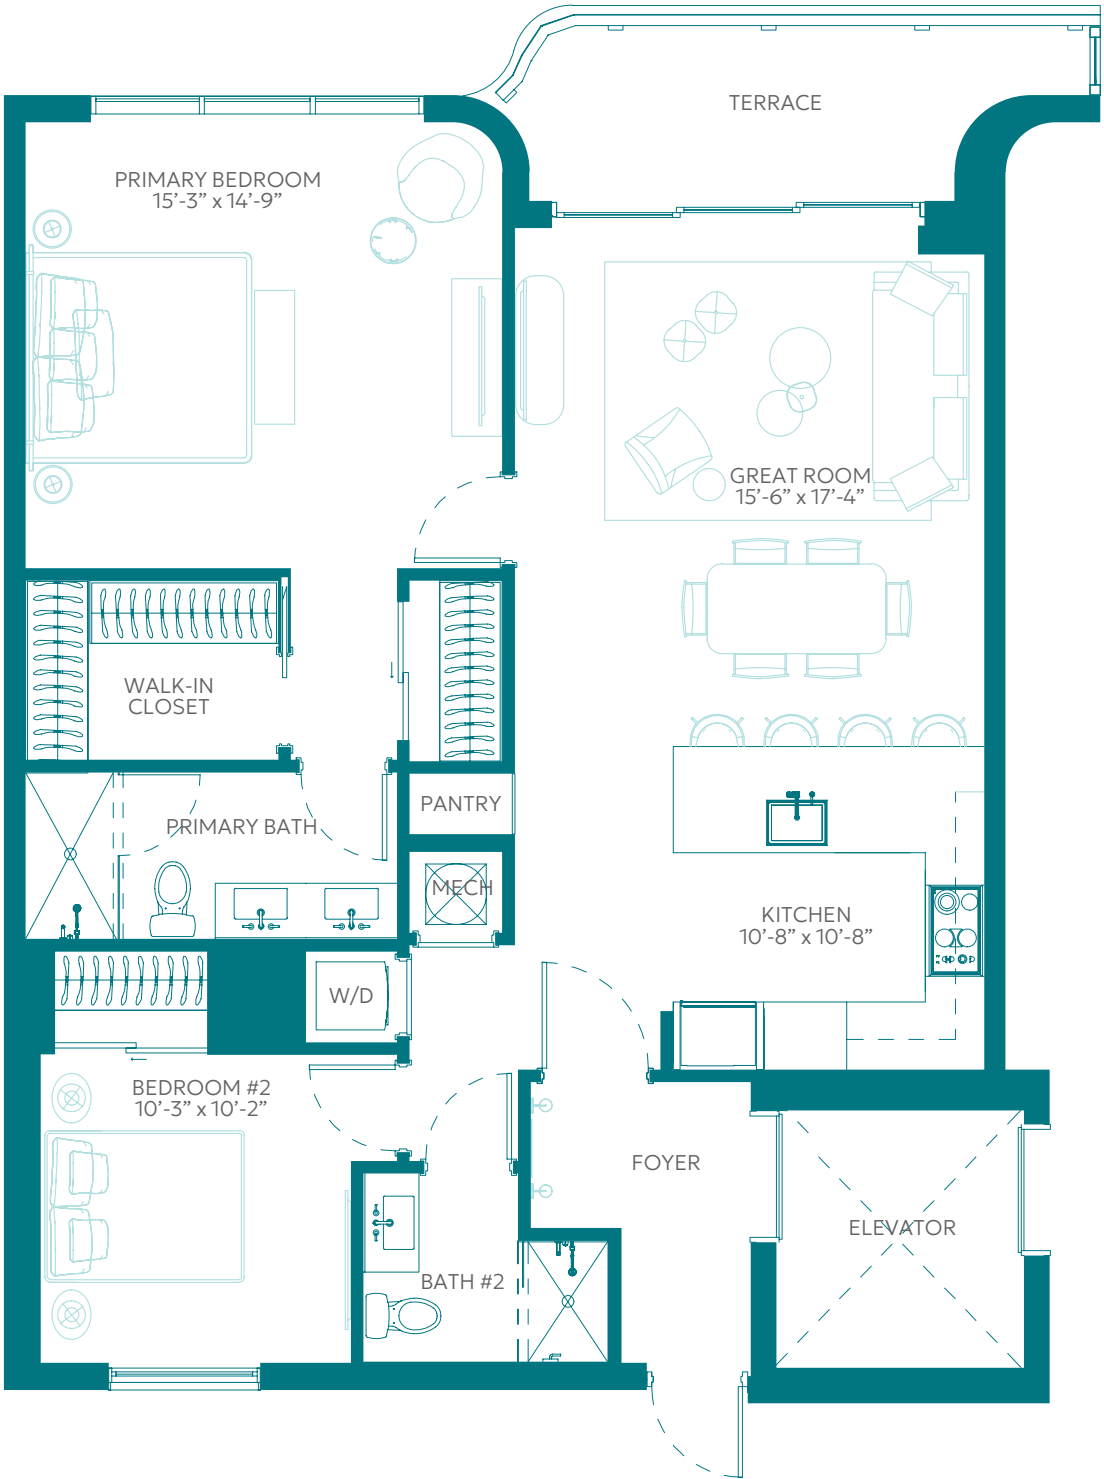 TERRACE
PRIMARY BEDROOM
15’-3” x 14’-9”
GREAT ROOM
15’-6” x 17’-4”
WALK-IN
CLOSET
PANTRY
PRIMARY BATH
MECH
KITCHEN
10’-8” x 10’-8”
W/D
BEDROOM #2
10’-3” x 10’-2”
FOYER
ELEVATOR
BATH #2